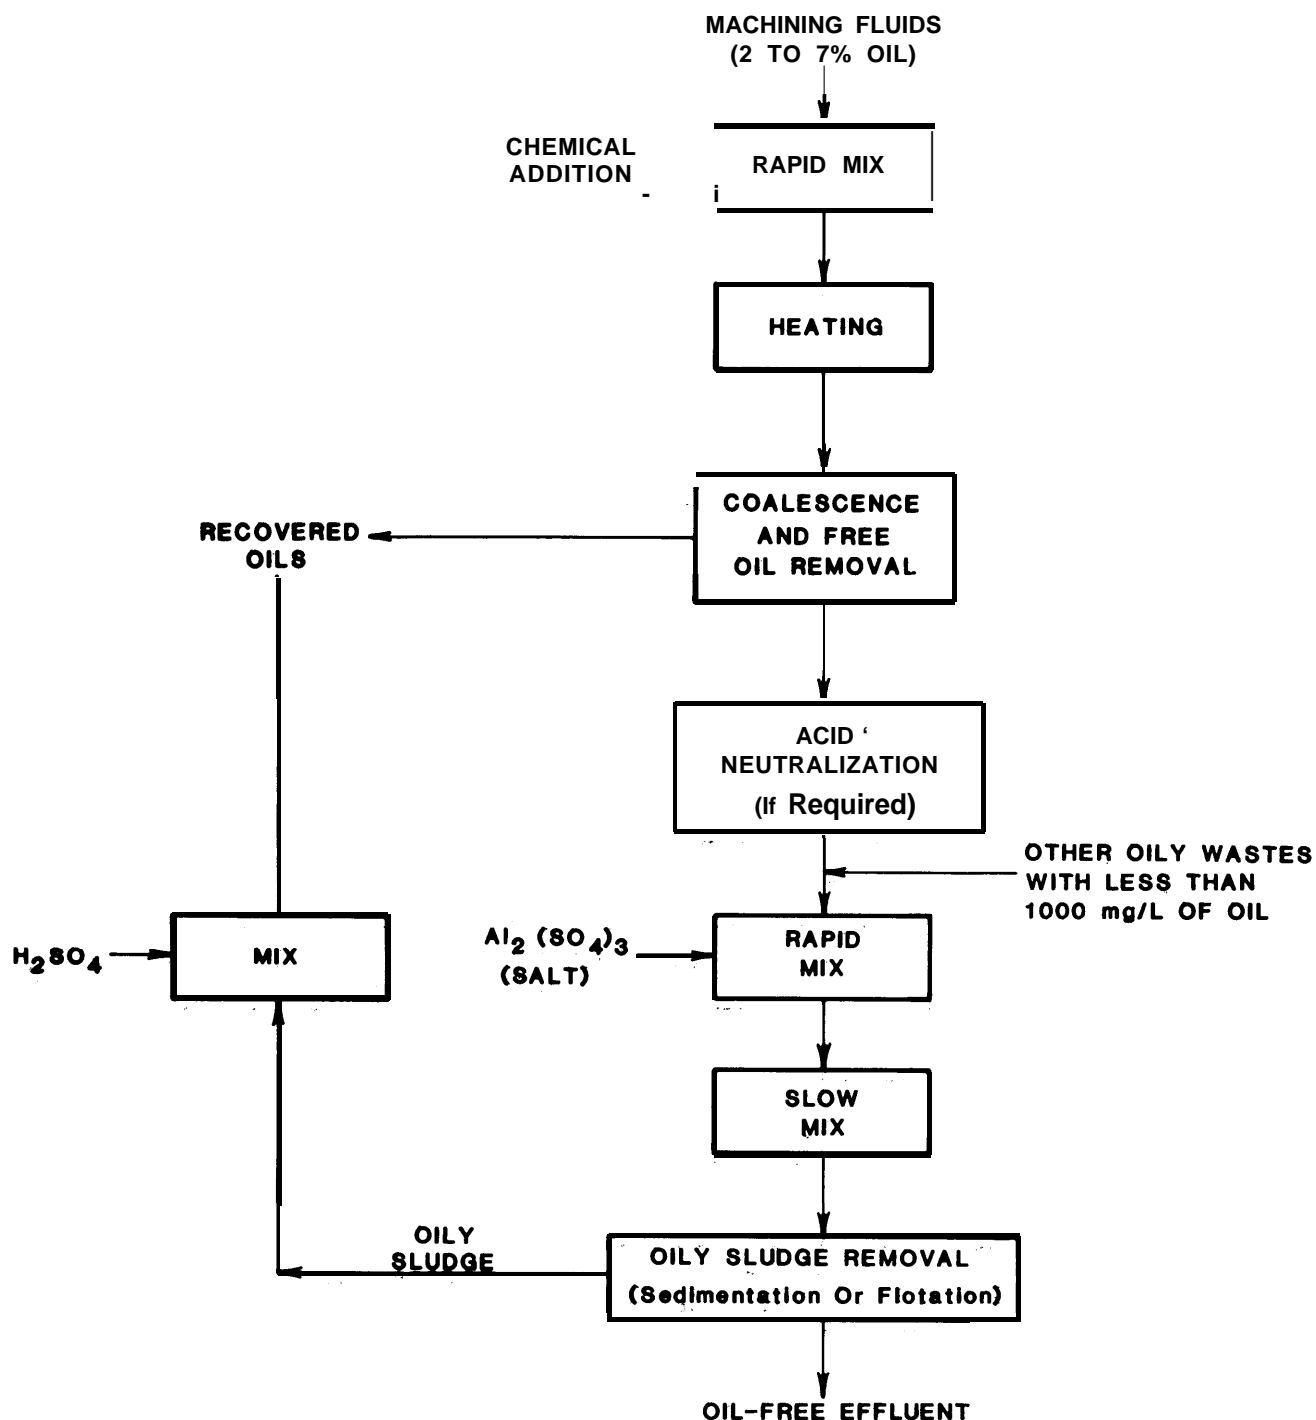 MACHINING FLUIDS
(2 TO 7% OIL)
CHEMICAL
ADDITION
RAPID MIX
HEATING
COALESCENCE
AND FREE
OIL REMOVAL
RECOVERED
OILS
ACID
NEUTRALIZATION
(If Required)
OTHER OILY WASTES
WITH LESS THAN
1000 mg/L OF OIL
H₂SO₄
MIX
Al₂ (SO₄)₃
(SALT)
RAPID
MIX
SLOW
MIX
OILY
SLUDGE
OILY SLUDGE REMOVAL
(Sedimentation Or Flotation)
OIL-FREE EFFLUENT